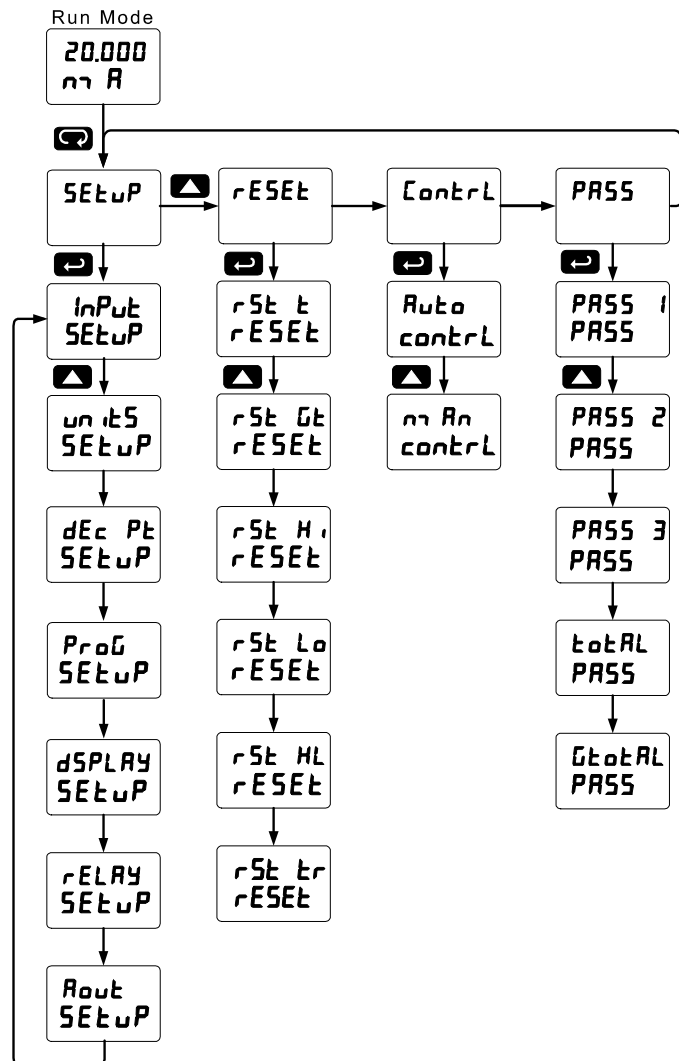 Run Mode
20.000
mA
SEtuP
rESEt
ContrL
PASS
InPut
SEtuP
rSt t
rESEt
Auto
contrL
PASS 1
PASS
unitS
SEtuP
rSt Gt
rESEt
mAn
contrL
PASS 2
PASS
dEc Pt
SEtuP
rSt Hi
rESEt
PASS 3
PASS
ProG
SEtuP
rSt Lo
rESEt
totAL
PASS
dSPLAY
SEtuP
rSt HL
rESEt
GtotAL
PASS
rELAY
SEtuP
rSt tr
rESEt
Aout
SEtuP